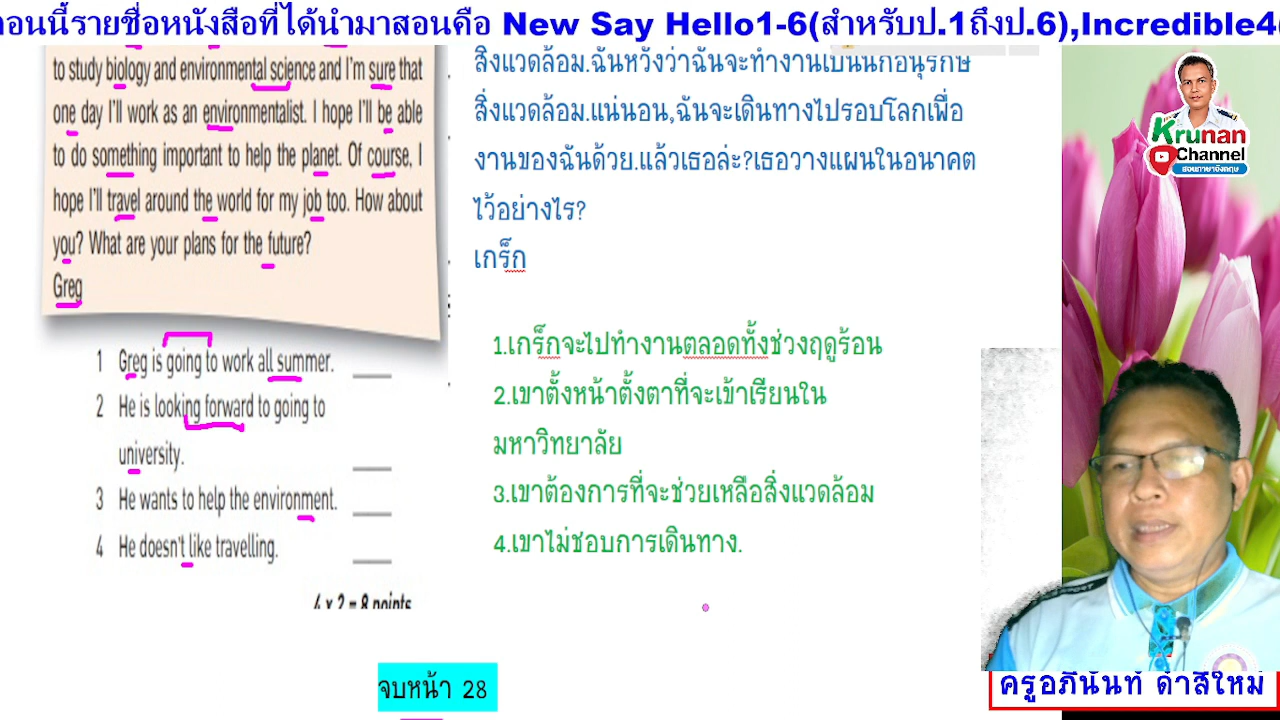 อนนี้รายชื่อหนังสือที่ได้นำมาสอนคือ New Say Hello1-6(สำหรับป.1ถึงป.6),Incredible4
to study biology and environmental science and I'm sure that
one day I'll work as an environmentalist. I hope I'll be able
to do something important to help the planet. Of course, I
hope I'll travel around the world for my job too. How about
you? What are your plans for the future?
Greg
1 Greg is going to work all summer.
2 He is looking forward to going to
university.
3 He wants to help the environment.
4 He doesn't like travelling.
4 x 2 = 8 points
สิ่งแวดล้อม.ฉันหวังว่าฉันจะทำงานเป็นนักอนุรักษ์
สิ่งแวดล้อม.แน่นอน,ฉันจะเดินทางไปรอบโลกเพื่อ
งานของฉันด้วย.แล้วเธอล่ะ?เธอวางแผนในอนาคต
ไว้อย่างไร?
เกร็ก
1.เกร็กจะไปทำงานตลอดทั้งช่วงฤดูร้อน
2.เขาตั้งหน้าตั้งตาที่จะเข้าเรียนใน
มหาวิทยาลัย
3.เขาต้องการที่จะช่วยเหลือสิ่งแวดล้อม
4.เขาไม่ชอบการเดินทาง.
จบหน้า 28
Krunan
Channel
สอนภาษาอังกฤษ
ครูอภินันท์ ดำสีใหม่